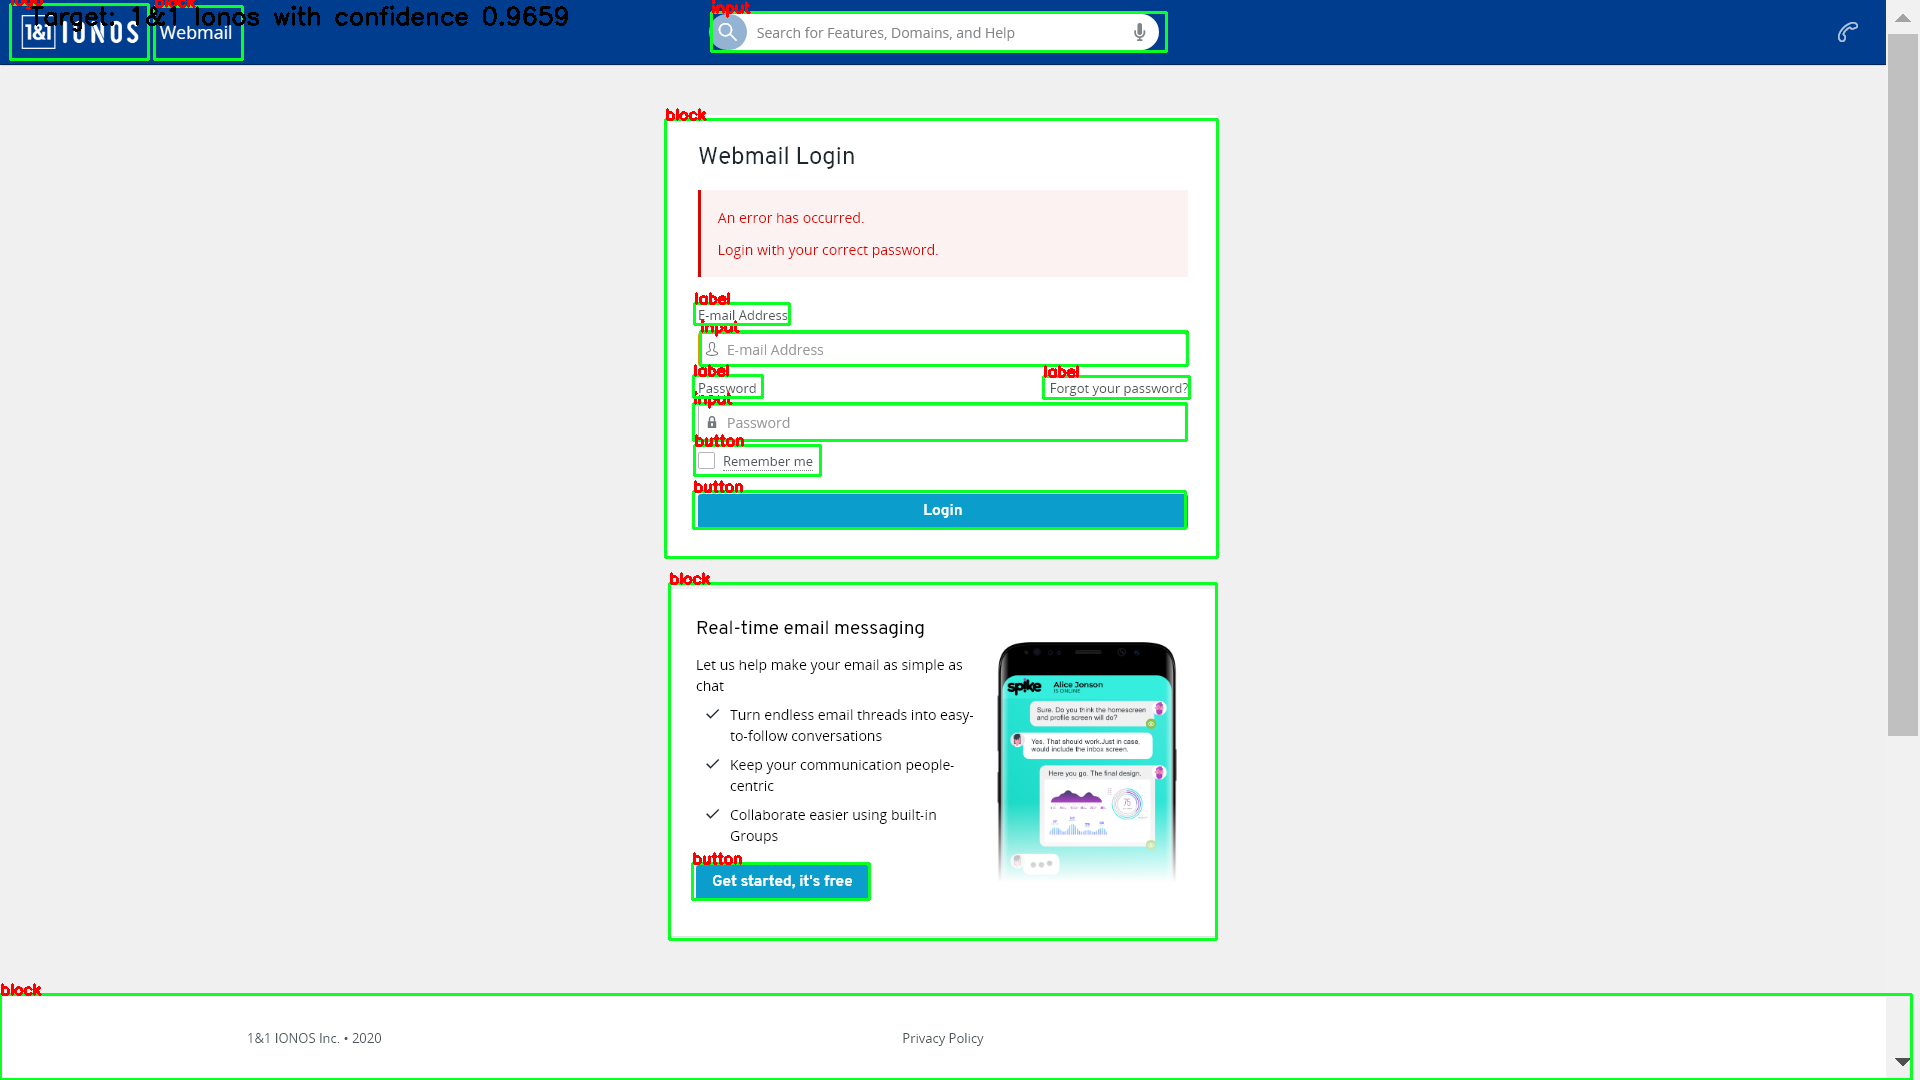 logo
block
input
Target: 1&1 Ionos with confidence 0.9659
1&1 IONOS
Webmail
Search for Features, Domains, and Help
block
Webmail Login
An error has occurred.
Login with your correct password.
label
E-mail Address
input
E-mail Address
label
label
Password
Forgot your password?
input
Password
button
Remember me
button
Login
block
Real-time email messaging
Let us help make your email as simple as
chat
Turn endless email threads into easy-
to-follow conversations
Keep your communication people-
centric
Collaborate easier using built-in
Groups
button
Get started, it's free
spike
Alice Jonson
IS ONLINE
Sure. Do you think the homescreen
and profile screen will do?
Yes. That should work.Just in case,
would include the inbox screen.
Here you go. The final design.
75
block
1&1 IONOS Inc. • 2020
Privacy Policy